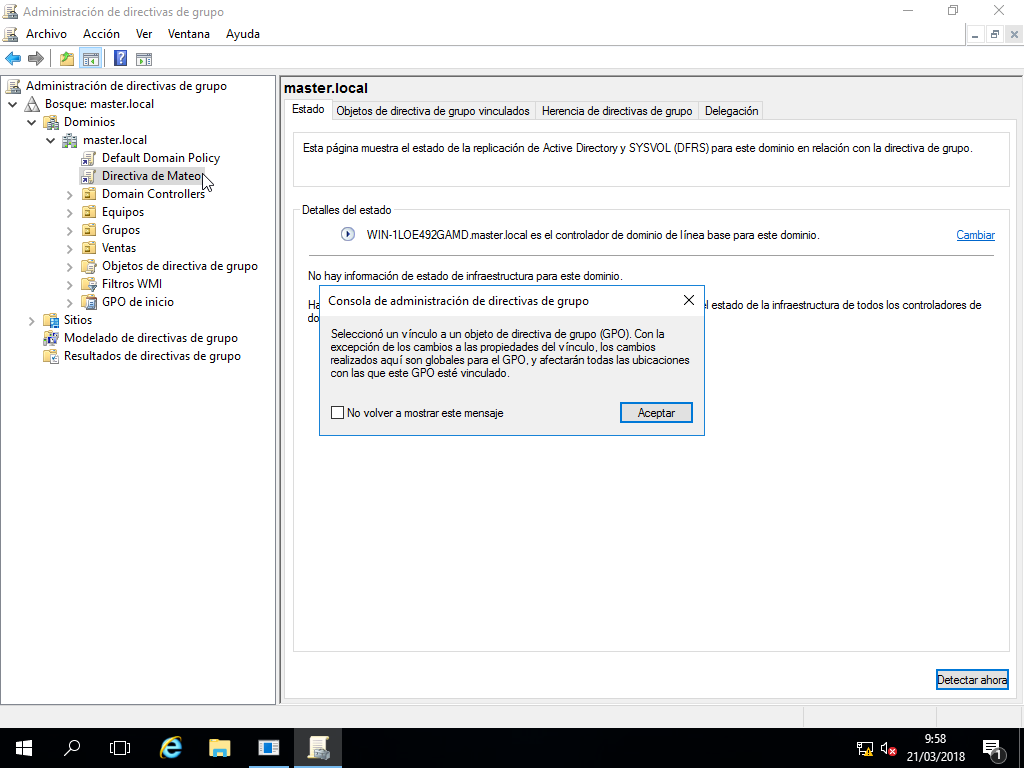 Administración de directivas de grupo
Archivo Acción Ver Ventana Ayuda
Administración de directivas de grupo
Bosque: master.local
Dominios
master.local
Default Domain Policy
Directiva de Mateo
Domain Controllers
Equipos
Grupos
Ventas
Objetos de directiva de grupo
Filtros WMI
GPO de inicio
Sitios
Modelado de directivas de grupo
Resultados de directivas de grupo
master.local
Estado Objetos de directiva de grupo vinculados Herencia de directivas de grupo Delegación
Esta página muestra el estado de la replicación de Active Directory y SYSVOL (DFRS) para este dominio en relación con la directiva de grupo.
Detalles del estado
WIN-1LOE492GAMD.master.local es el controlador de dominio de línea base para este dominio. Cambiar
No hay información de estado de infraestructura para este dominio.
el estado de la infraestructura de todos los controladores de
Consola de administración de directivas de grupo
Seleccionó un vínculo a un objeto de directiva de grupo (GPO). Con la
excepción de los cambios a las propiedades del vínculo, los cambios
realizados aquí son globales para el GPO, y afectarán todas las ubicaciones
con las que este GPO esté vinculado.
No volver a mostrar este mensaje
Aceptar
Detectar ahora
9:58
21/03/2018
1